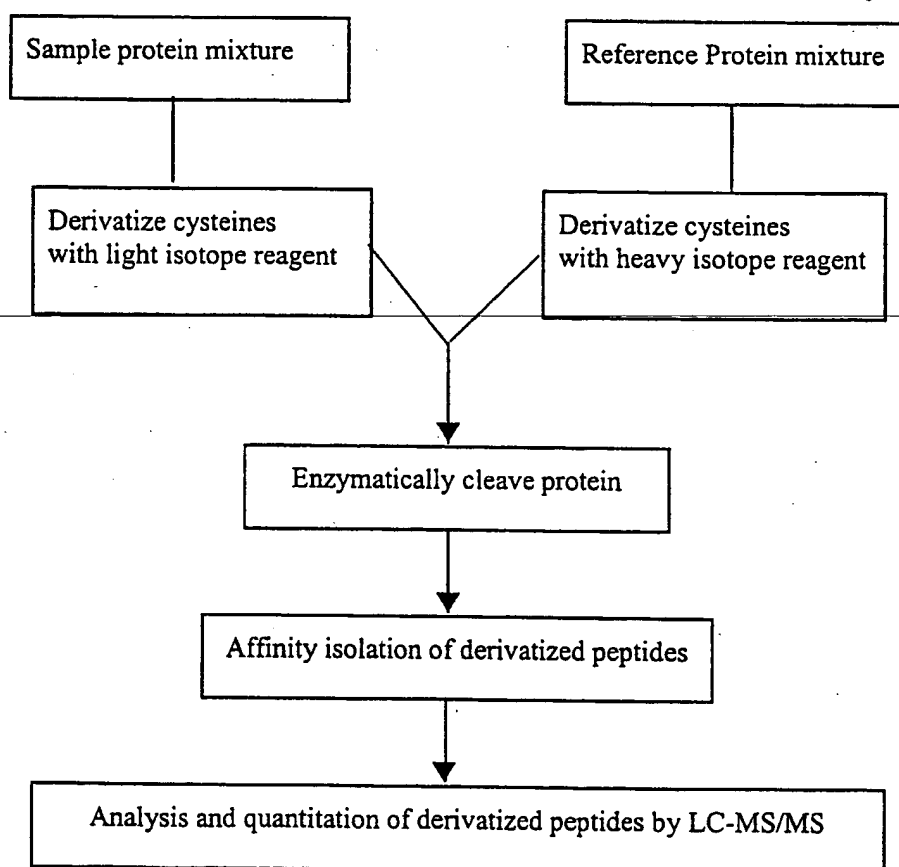 Sample protein mixture
Reference Protein mixture
Derivatize cysteines
with light isotope reagent
Derivatize cysteines
with heavy isotope reagent
Enzymatically cleave protein
Affinity isolation of derivatized peptides
Analysis and quantitation of derivatized peptides by LC-MS/MS